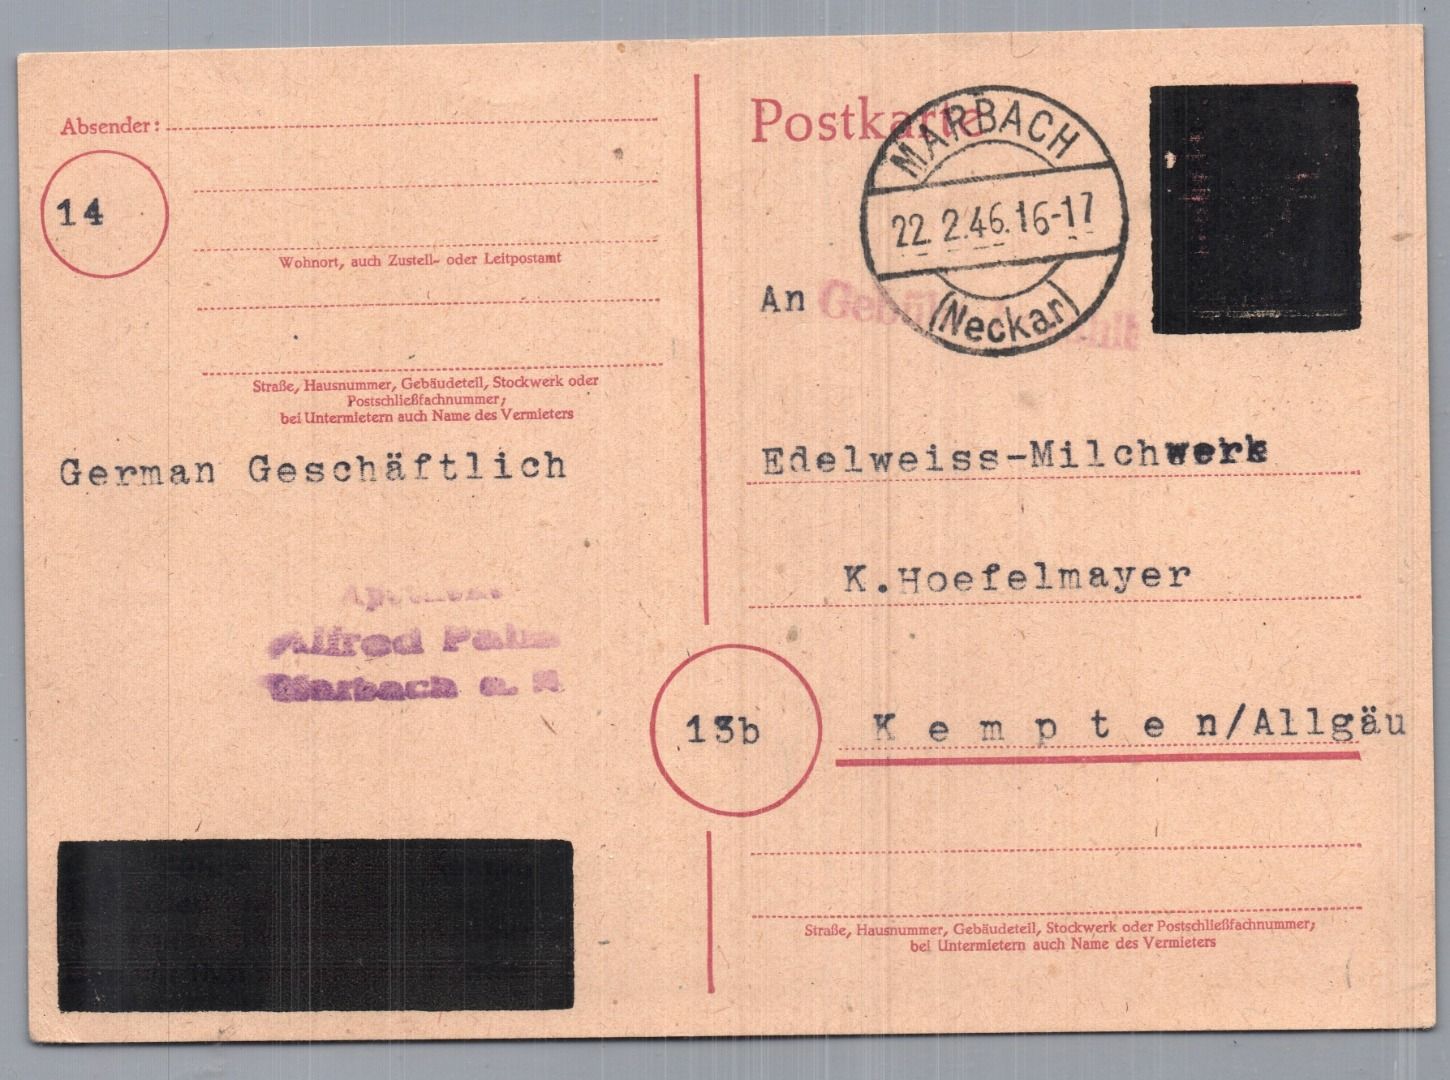 Absender:
14
Wohnort, auch Zustell- oder Leitpostamt
Straße, Hausnummer, Gebäudeteil, Stockwerk oder
Postschließfachnummer;
bei Untermietern auch Name des Vermieters
German Geschäftlich
Alfred
Marbach a. N
Postkarte
MARBACH
22.2.46.16-17
(Neckar)
An
Edelweiss-Milchwerk
K.Hoefelmayer
13b
Kempten/Allgäu
Straße, Hausnummer, Gebäudeteil, Stockwerk oder Postschließfachnummer;
bei Untermietern auch Name des Vermieters